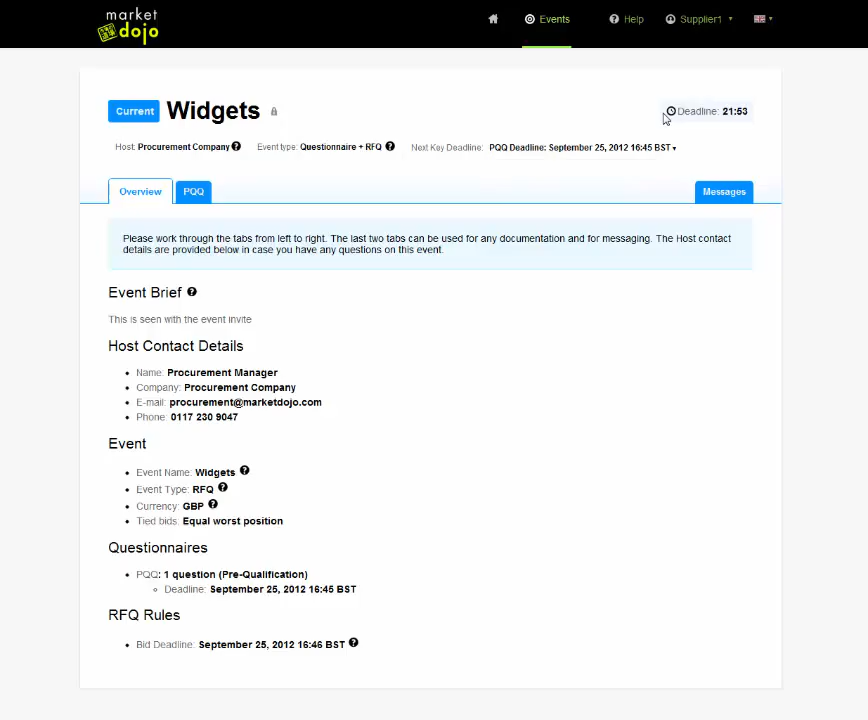 market
dojo
Events
Help
Supplier1
Current
Widgets
Deadline: 21:53
Host: Procurement Company
Event type: Questionnaire + RFQ
Next Key Deadline: PQQ Deadline: September 25, 2012 16:45 BST
Overview
PQQ
Messages
Please work through the tabs from left to right. The last two tabs can be used for any documentation and for messaging. The Host contact
details are provided below in case you have any questions on this event.
Event Brief
This is seen with the event invite
Host Contact Details
Name: Procurement Manager
Company: Procurement Company
E-mail: procurement@marketdojo.com
Phone: 0117 230 9047
Event
Event Name: Widgets
Event Type: RFQ
Currency: GBP
Tied bids: Equal worst position
Questionnaires
PQQ: 1 question (Pre-Qualification)
Deadline: September 25, 2012 16:45 BST
RFQ Rules
Bid Deadline: September 25, 2012 16:46 BST